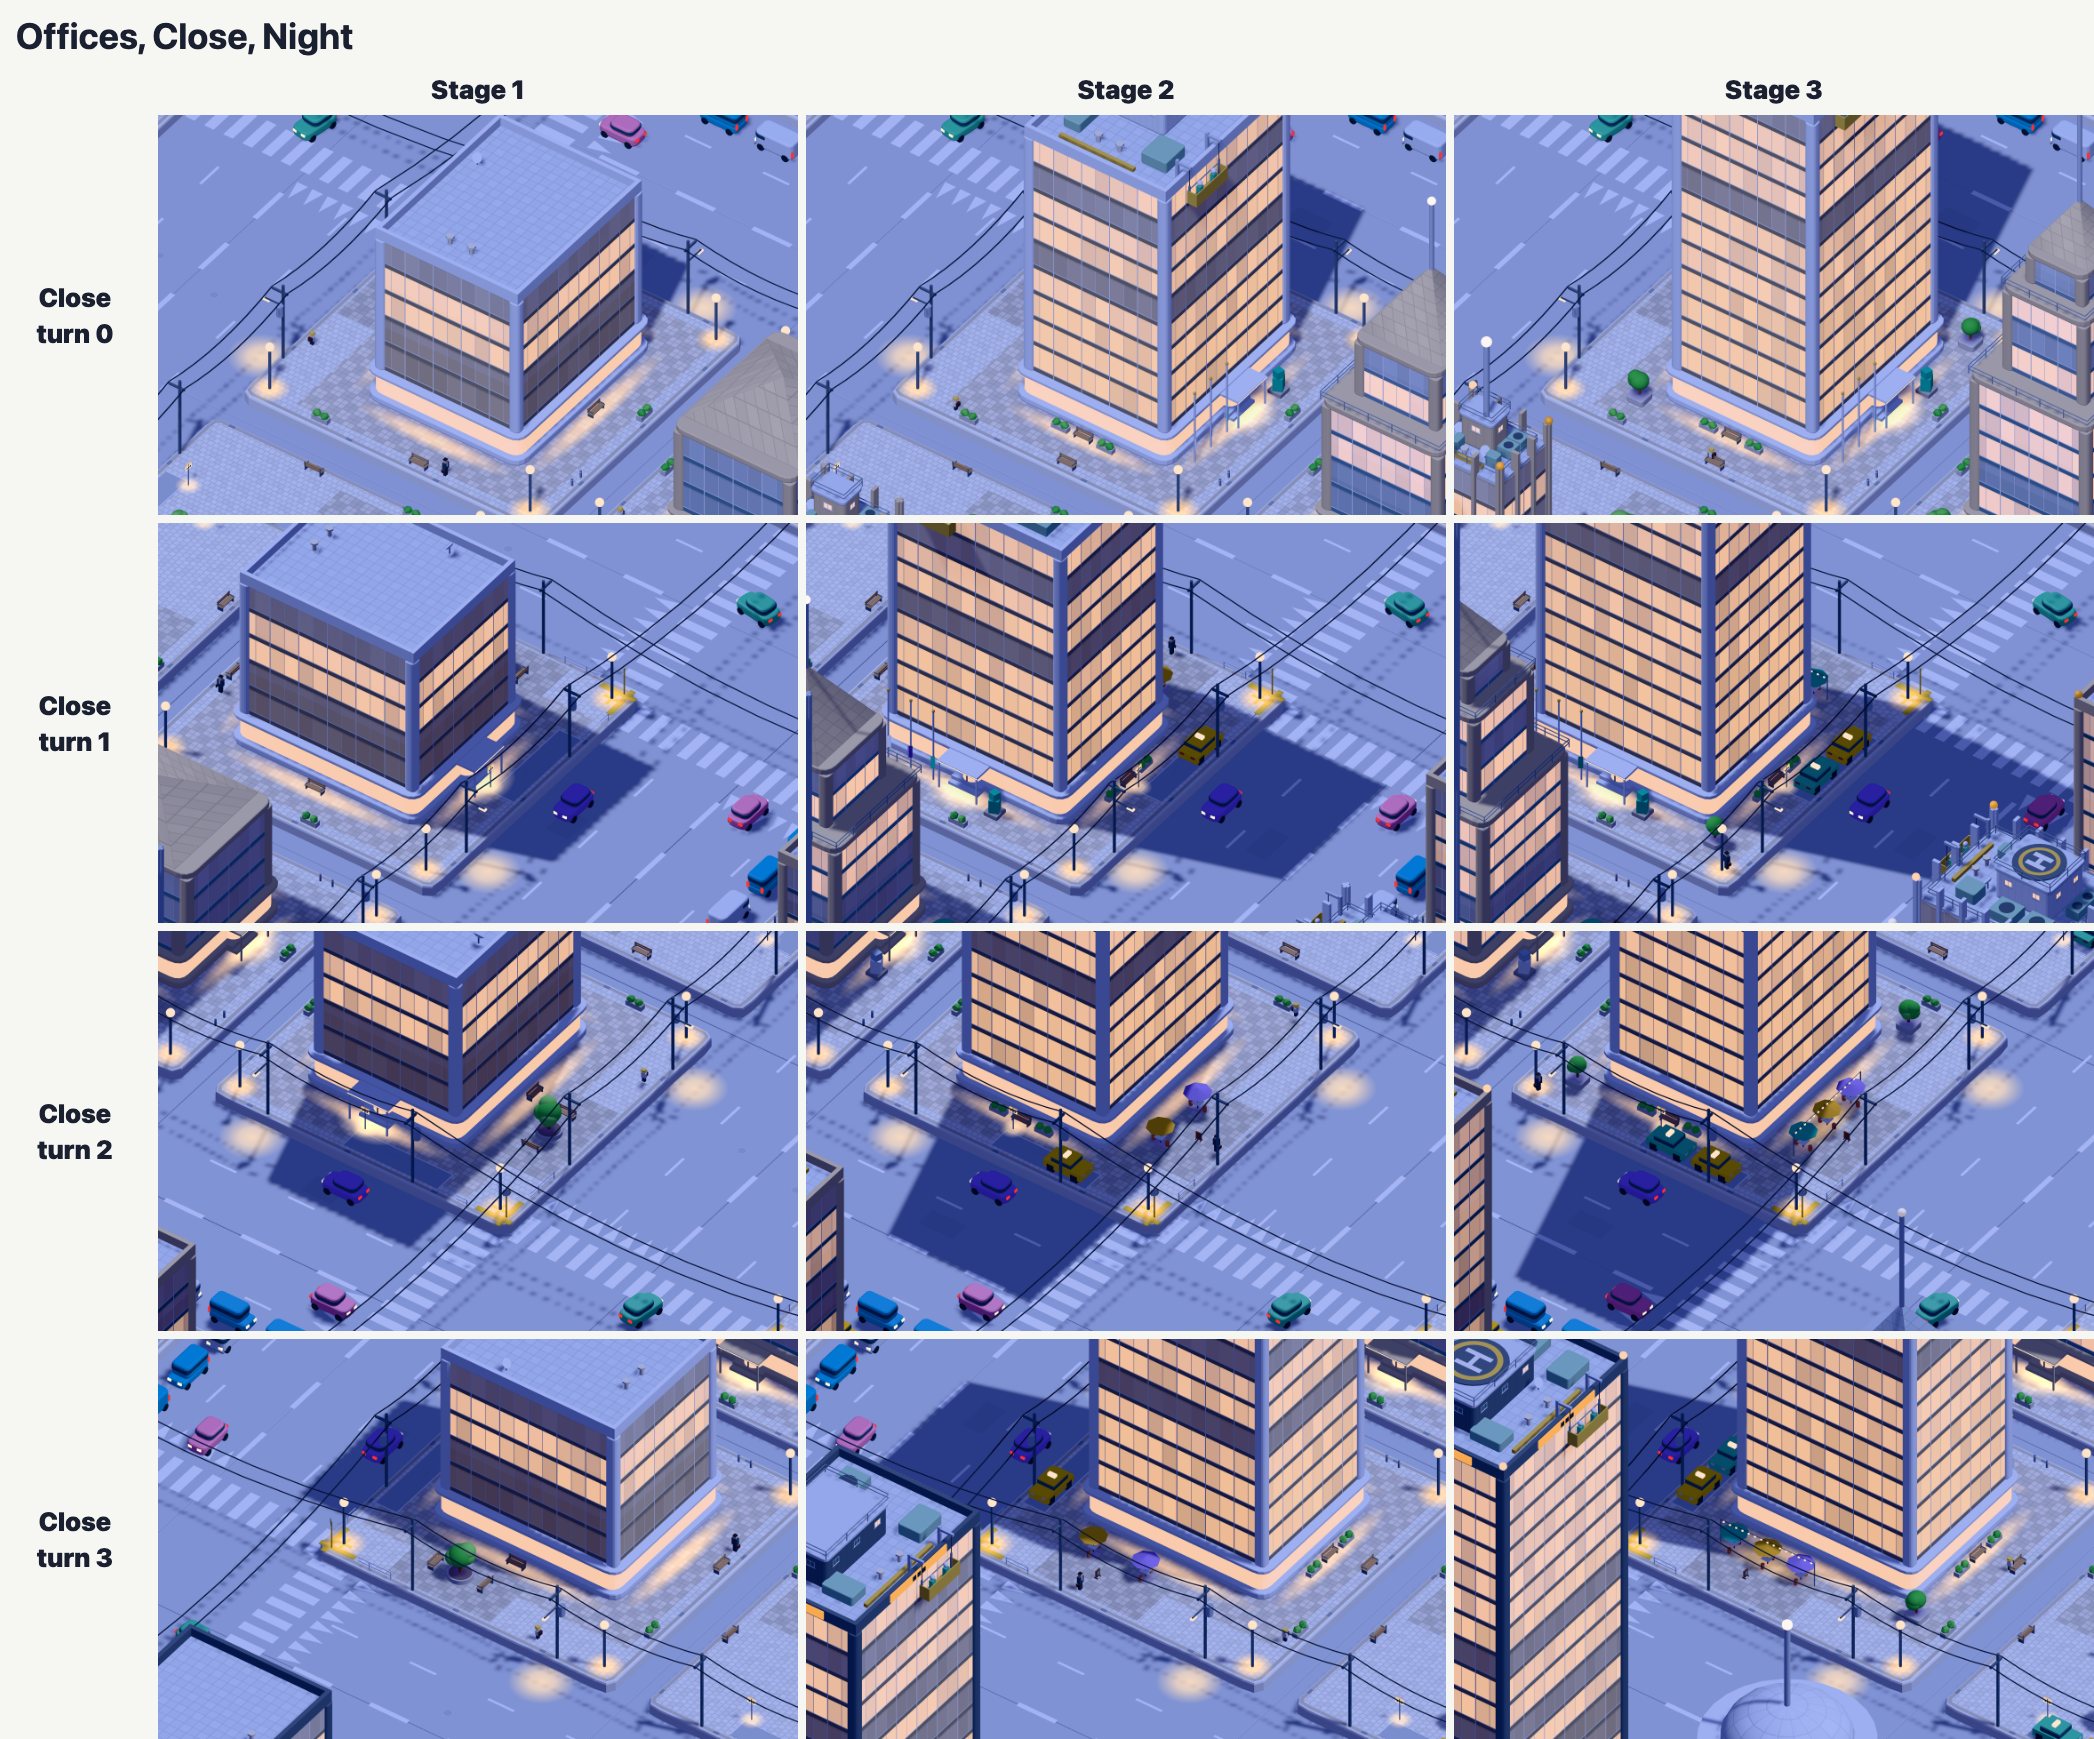 Offices, Close, Night
Stage 1
Stage 2
Stage 3
Close
turn 0
Close
turn 1
H
Close
turn 2
Close
turn 3
H